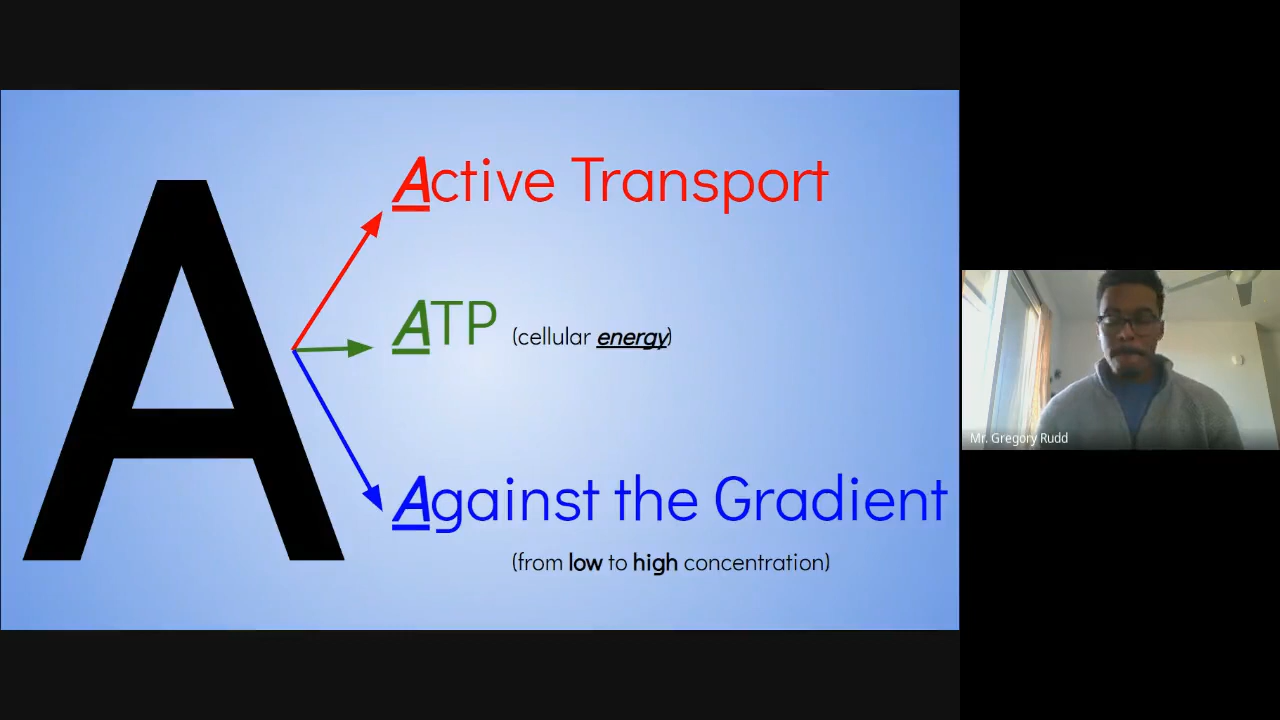 A
Active Transport
ATP (cellular energy)
Against the Gradient
(from low to high concentration)
Mr. Gregory Rudd